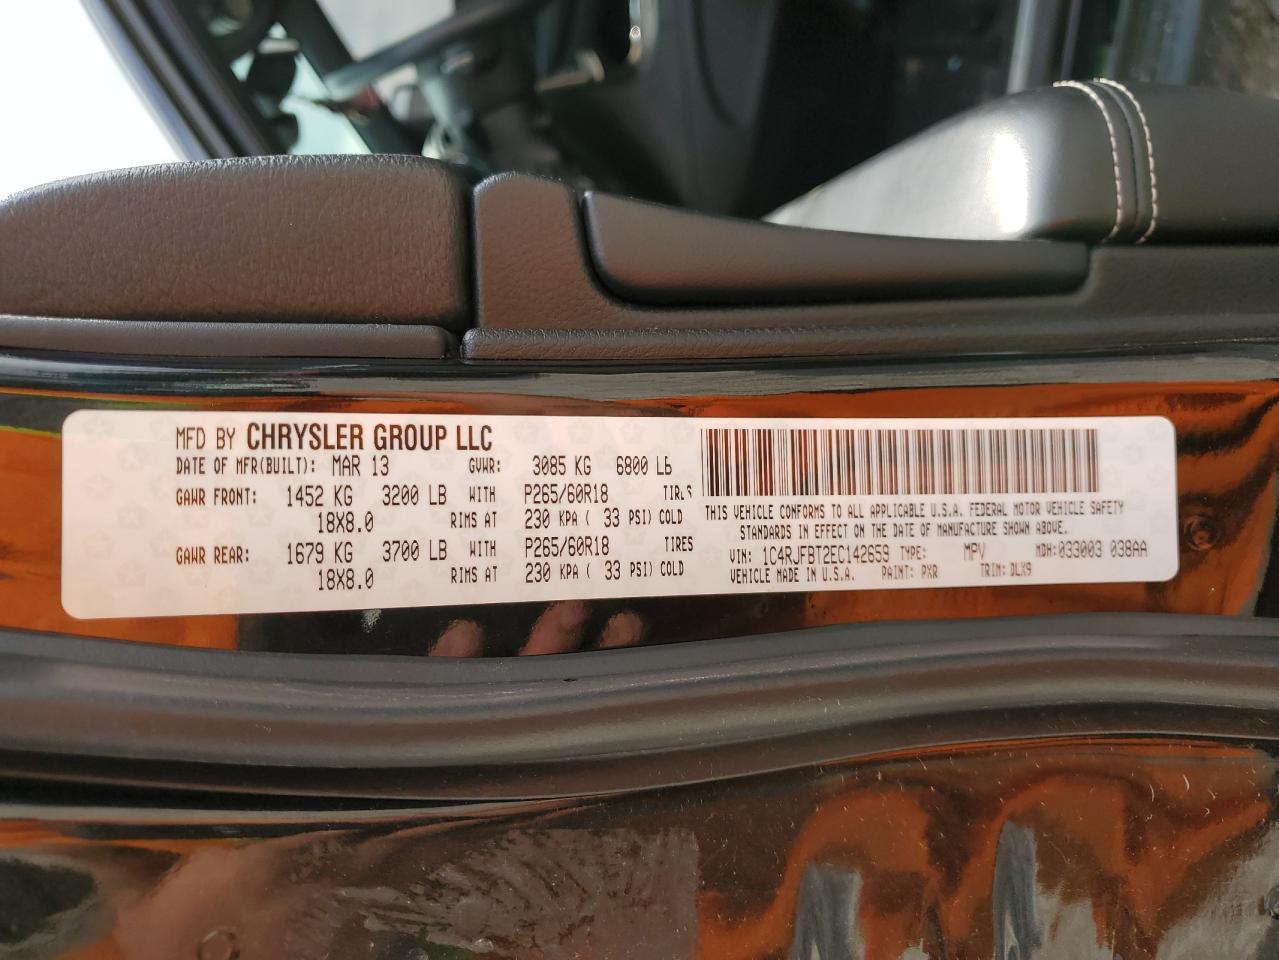 MFD BY CHRYSLER GROUP LLC
DATE OF MFR(BUILT): MAR 13 GVWR: 3085 KG 6800 LB
GAWR FRONT: 1452 KG 3200 LB WITH P265/60R18 TIRES
18X8.0 RIMS AT 230 KPA ( 33 PSI) COLD
GAWR REAR: 1679 KG 3700 LB WITH P265/60R18 TIRES
18X8.0 RIMS AT 230 KPA ( 33 PSI) COLD
THIS VEHICLE CONFORMS TO ALL APPLICABLE U.S.A. FEDERAL MOTOR VEHICLE SAFETY
STANDARDS IN EFFECT ON THE DATE OF MANUFACTURE SHOWN ABOVE.
VIN: 1C4RJFBT2EC142659 TYPE: MPV MDH:033003 038AA
VEHICLE MADE IN U.S.A. PAINT: PXR TRIM: DLX9